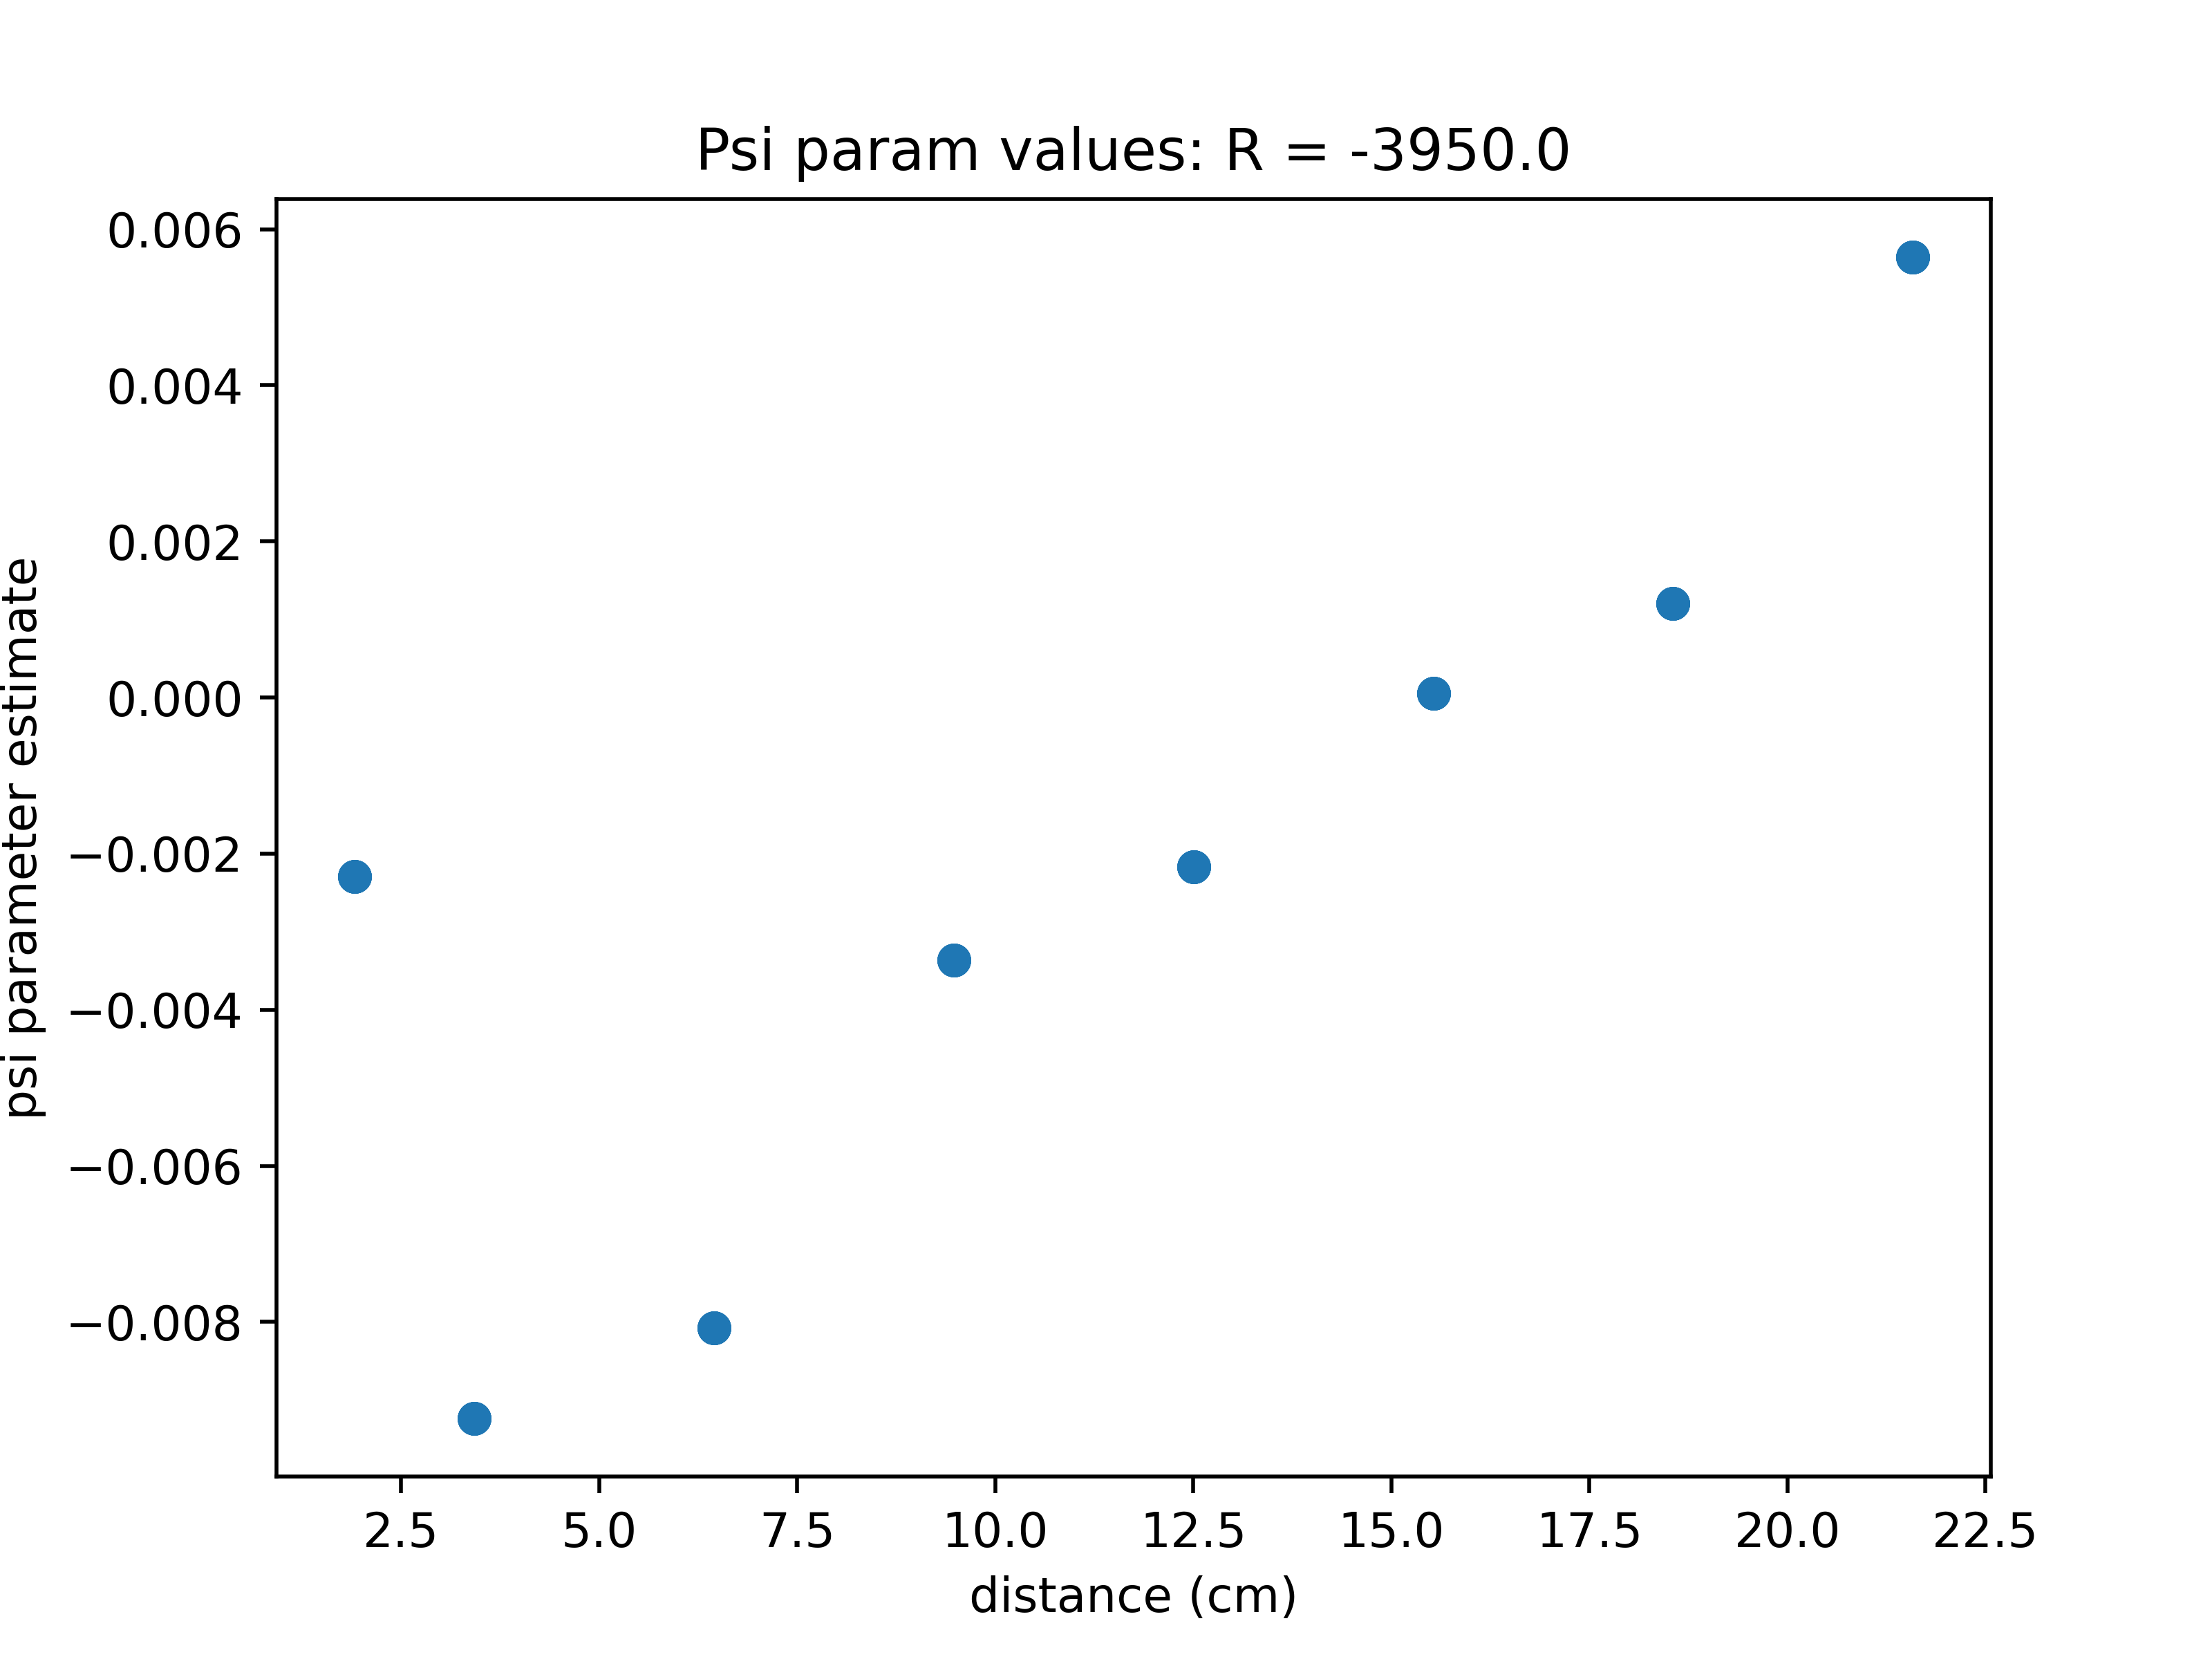 Psi param values: R = -3950.0
0.006
0.004
0.002
0.000
−0.002
−0.004
−0.006
−0.008
psi parameter estimate
2.5 5.0 7.5 10.0 12.5 15.0 17.5 20.0 22.5
distance (cm)